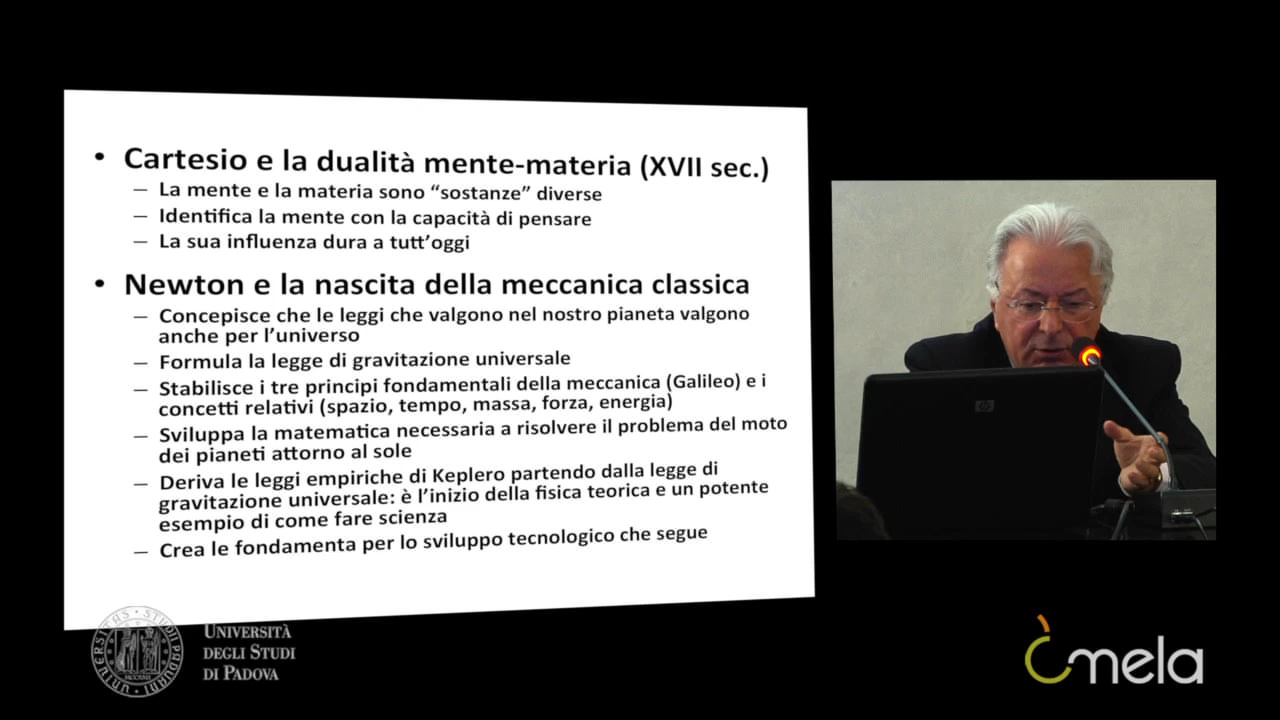 • Cartesio e la dualità mente-materia (XVII sec.)
– La mente e la materia sono “sostanze” diverse
– Identifica la mente con la capacità di pensare
– La sua influenza dura a tutt’oggi
• Newton e la nascita della meccanica classica
– Concepisce che le leggi che valgono nel nostro pianeta valgono
anche per l’universo
– Formula la legge di gravitazione universale
– Stabilisce i tre principi fondamentali della meccanica (Galileo) e i
concetti relativi (spazio, tempo, massa, forza, energia)
– Sviluppa la matematica necessaria a risolvere il problema del moto
dei pianeti attorno al sole
– Deriva le leggi empiriche di Keplero partendo dalla legge di
gravitazione universale: è l’inizio della fisica teorica e un potente
esempio di come fare scienza
– Crea le fondamenta per lo sviluppo tecnologico che segue
hp
UNIVERSITÀ
DEGLI STUDI
DI PADOVA
mela